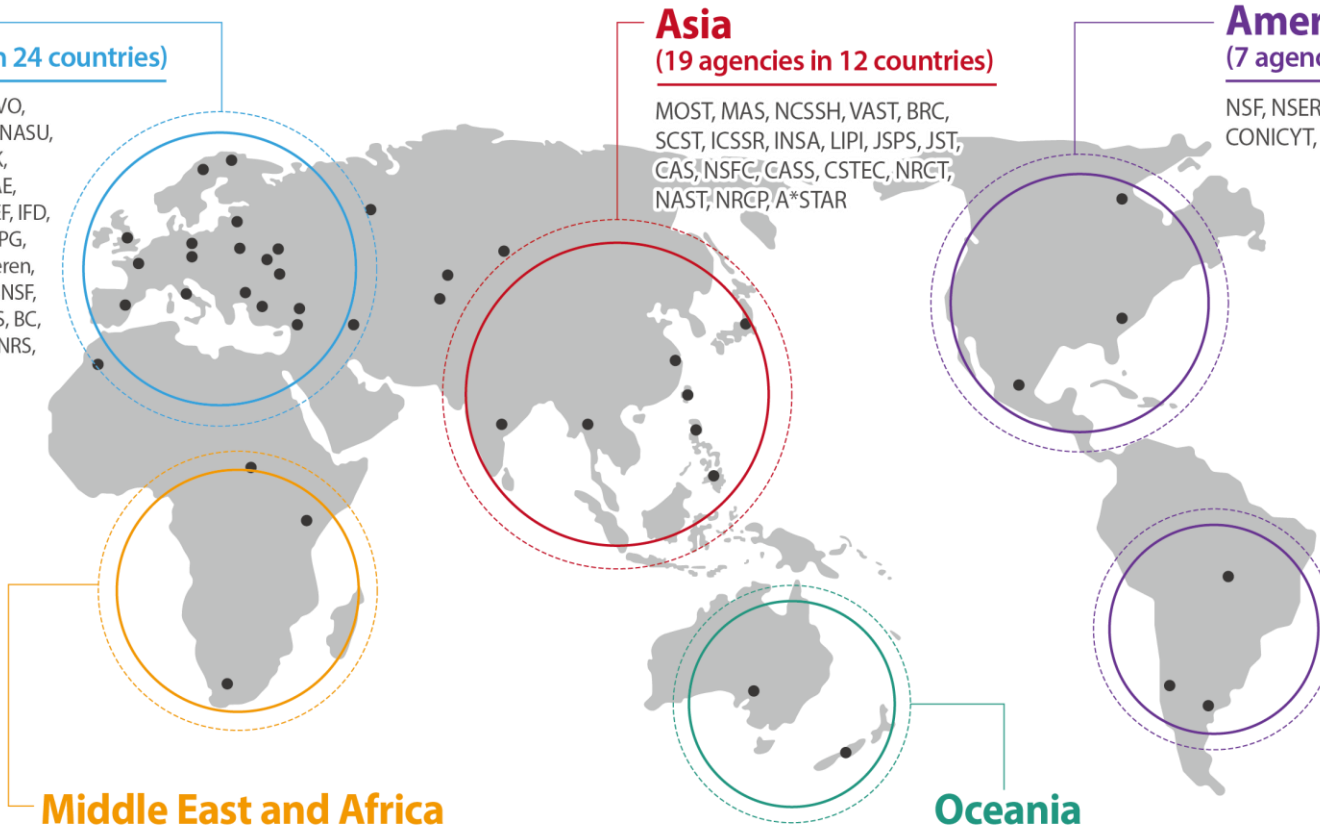 n 24 countries)
VO,
NASU,
K,
AE,
EF, IFD,
PG,
eren,
NSF,
S, BC,
NRS,
Asia
(19 agencies in 12 countries)
MOST, MAS, NCSSH, VAST, BRC,
SCST, ICSSR, INSA, LIPI, JSPS, JST,
CAS, NSFC, CASS, CSTEC, NRCT,
NAST, NRCP, A*STAR
Amer
(7 agenc
NSF, NSER
CONICYT,
Middle East and Africa
Oceania